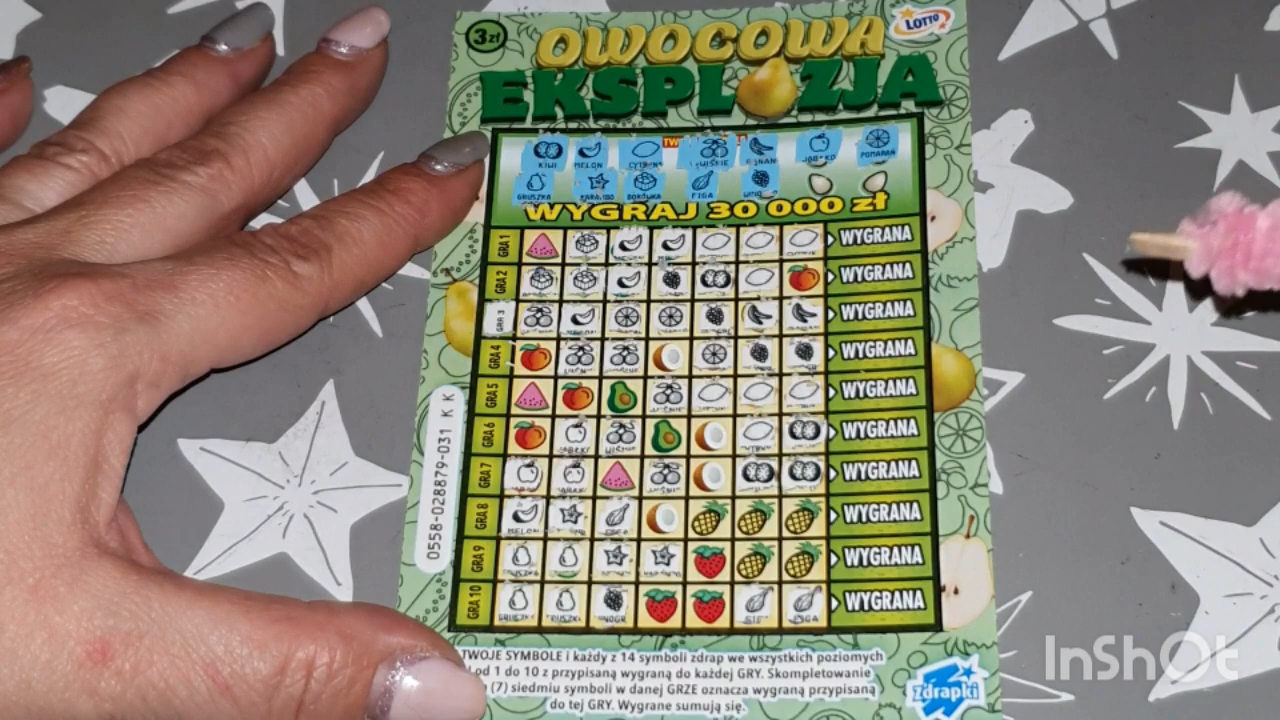 3zł
OWOCOWA
LOTTO
EKSPLOZJA
KIWI MELON CYTRYN BANAN JABŁKO POMARAŃ
GRUSZKA BORÓWKA FIGA WINO
WYGRAJ 30 000 zł
GRA 1 WYGRANA
GRA 2 WYGRANA
GRA 3 WYGRANA
GRA 4 WYGRANA
GRA 5 WYGRANA
GRA 6 WYGRANA
GRA 7 WYGRANA
GRA 8 MELON WYGRANA
GRA 9 WYGRANA
GRA 10 WYGRANA
0558-028879-031 K K
TWOJE SYMBOLE i każdy z 14 symboli zdrap we wszystkich poziomych
od 1 do 10 z przypisaną wygraną do każdej GRY. Skompletowanie
(7) siedmiu symboli w danej GRZE oznacza wygraną przypisaną
do tej GRY. Wygrane sumują się.
Zdrapki
InShOt